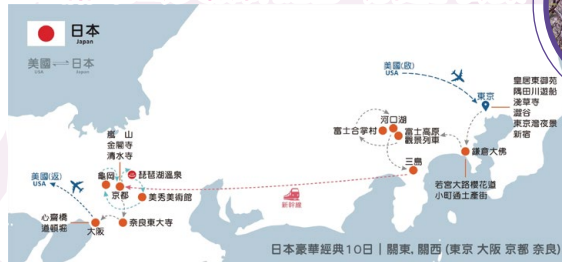 日本
Japan
美國 日本
USA Japan
美國(啟)
USA
東京
皇居東御苑
隅田川遊船
淺草寺
澀谷
東京灣夜景
新宿
河口湖
富士合掌村
富士高原
觀景列車
鎌倉大佛
三島
若宮大路櫻花道
小町通土產街
新幹線
嵐山
金閣寺
清水寺
琵琶湖溫泉
龜岡
京都
美秀美術館
美國(返)
USA
心齋橋
道頓堀
大阪
奈良東大寺
日本豪華經典10日 | 關東, 關西 (東京 大阪 京都 奈良)